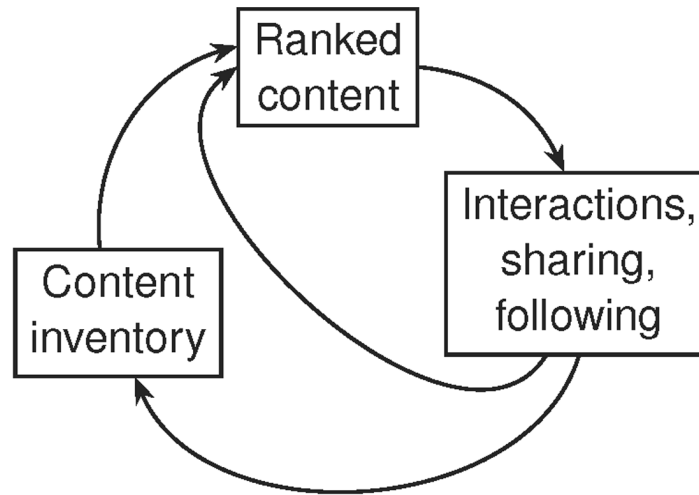 Ranked
content
Interactions,
sharing,
following
Content
inventory